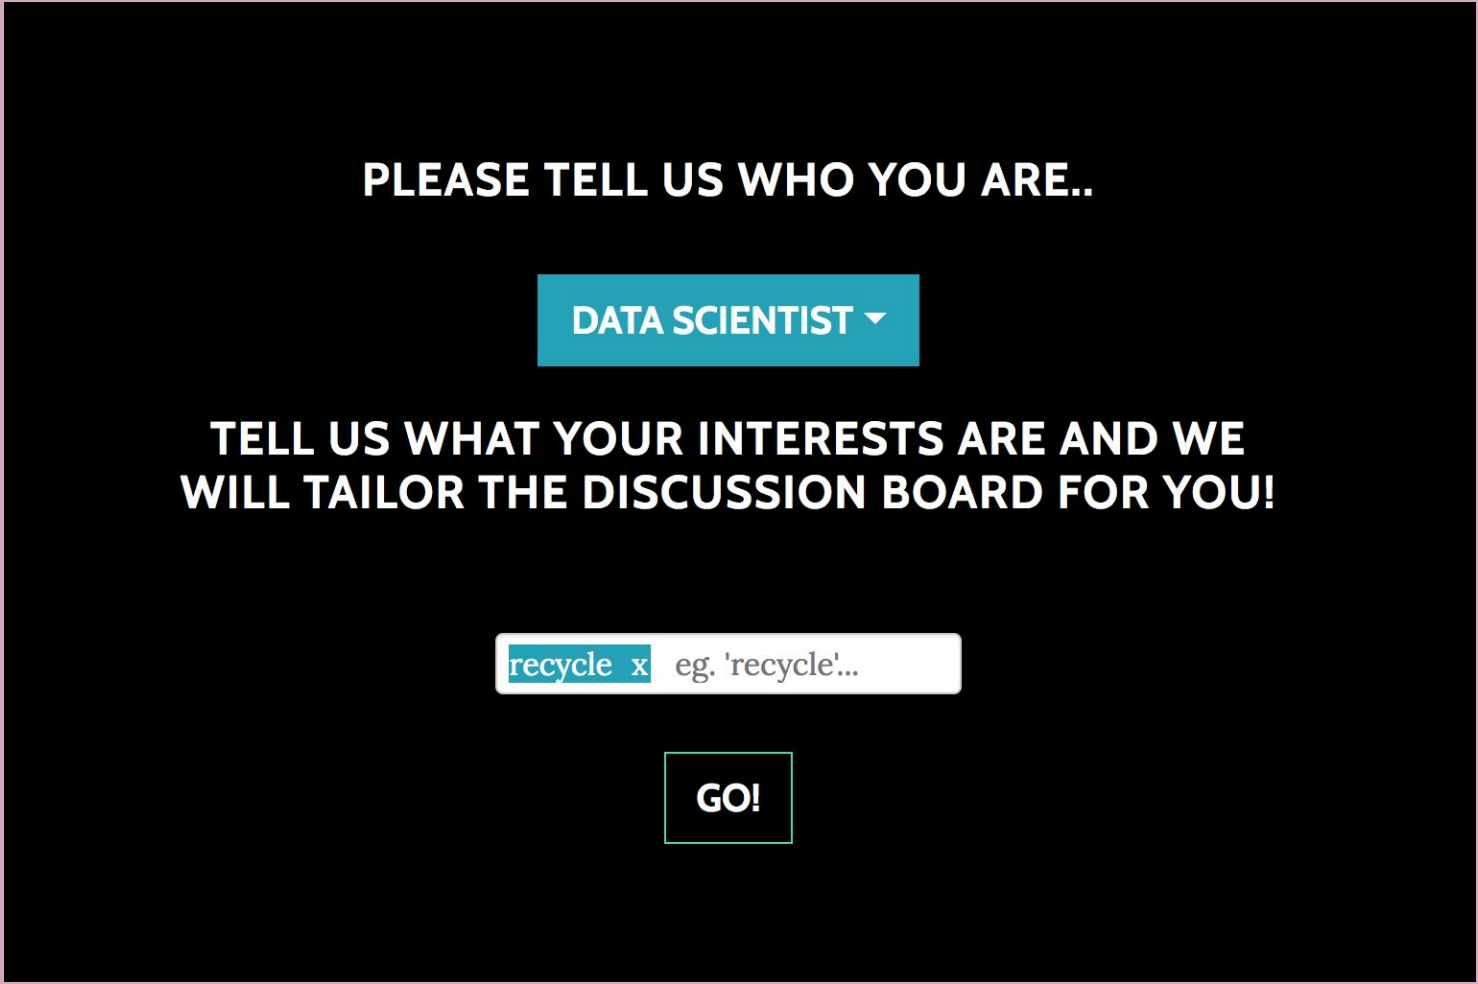 PLEASE TELL US WHO YOU ARE..
DATA SCIENTIST
TELL US WHAT YOUR INTERESTS ARE AND WE
WILL TAILOR THE DISCUSSION BOARD FOR YOU!
recycle x eg. 'recycle'...
GO!